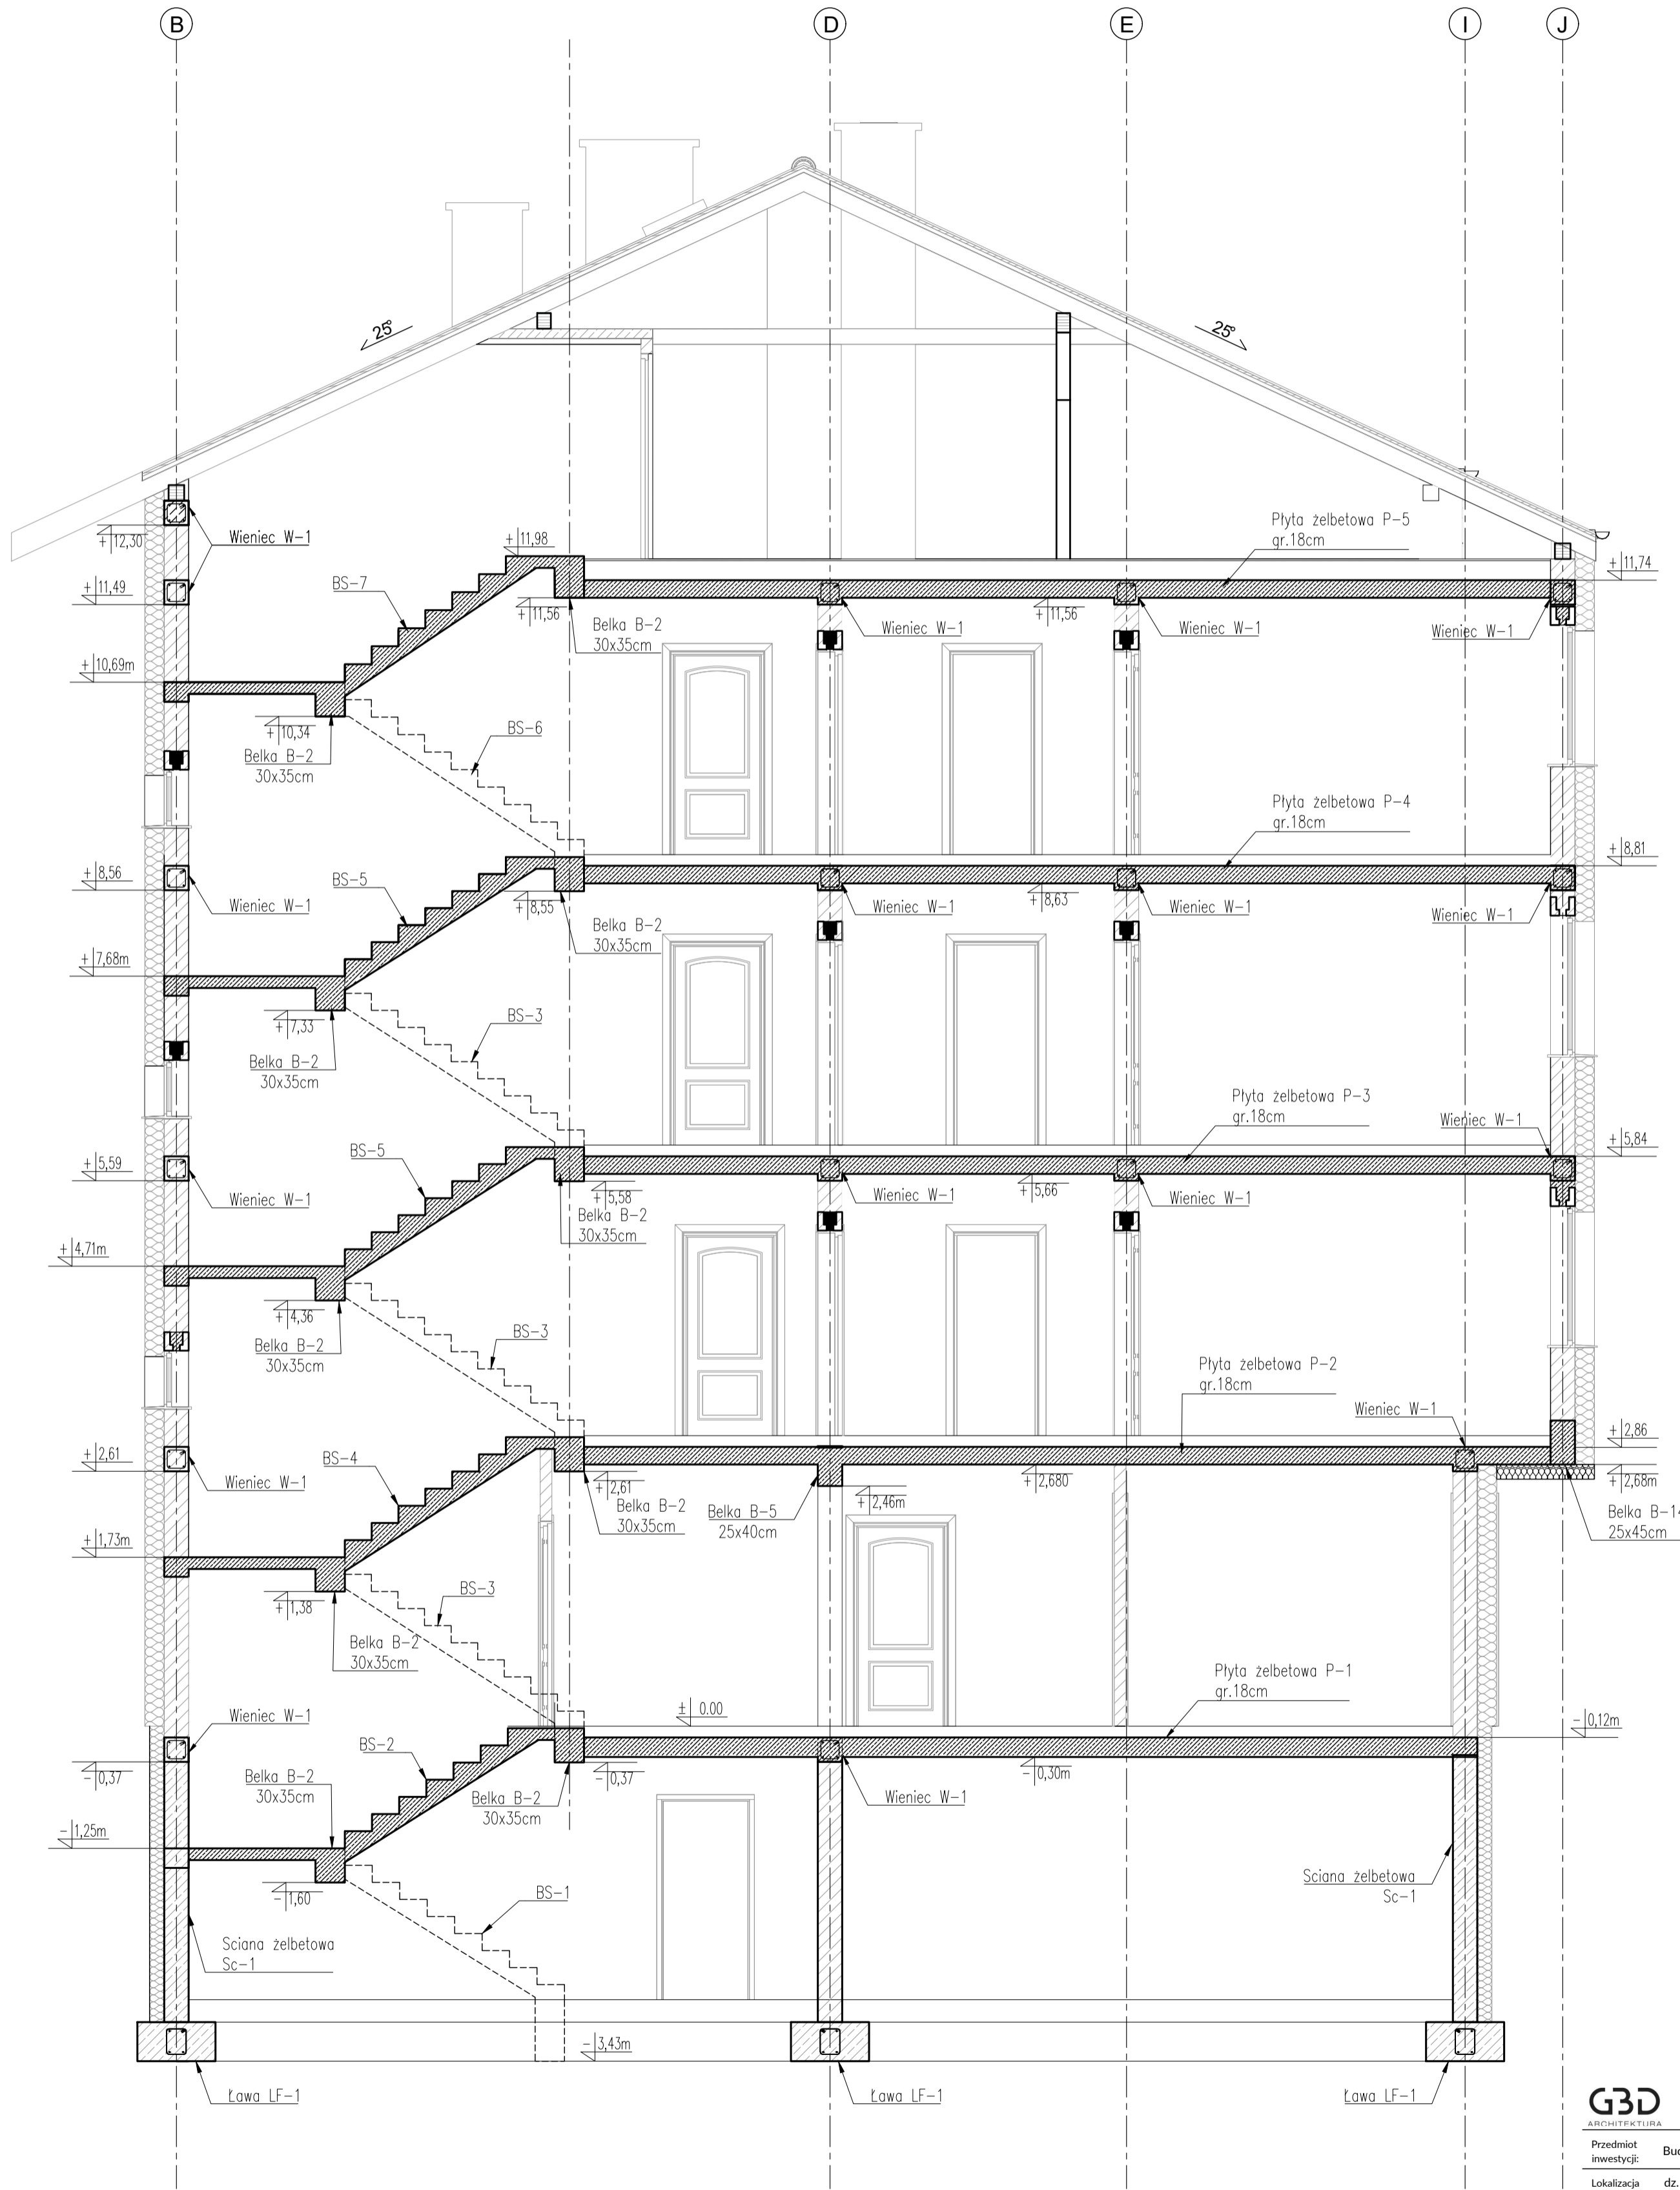 B D E I J
25° 25°
Płyta żelbetowa P-5
gr.18cm
+12,30
Wieniec W-1
+11,98
+11,74
+11,49
BS-7
+11,56
Belka B-2
30x35cm
Wieniec W-1
+11,56
Wieniec W-1
Wieniec W-1
+10,69m
+10,34
Belka B-2
30x35cm
BS-6
Płyta żelbetowa P-4
gr.18cm
+8,81
+8,56
Wieniec W-1
BS-5
+8,55
Belka B-2
30x35cm
Wieniec W-1
+8,63
Wieniec W-1
Wieniec W-1
+7,68m
+7,33
Belka B-2
30x35cm
BS-3
Płyta żelbetowa P-3
gr.18cm
Wieniec W-1
+5,84
+5,59
Wieniec W-1
BS-5
+5,58
Belka B-2
30x35cm
Wieniec W-1
+5,66
Wieniec W-1
+4,71m
+4,36
Belka B-2
30x35cm
BS-3
Płyta żelbetowa P-2
gr.18cm
Wieniec W-1
+2,86
+2,61
Wieniec W-1
BS-4
+2,61
Belka B-2
30x35cm
Belka B-5
25x40cm
+2,46m
+2,680
+2,68m
Belka B-14
25x45cm
+1,73m
+1,38
Belka B-2
30x35cm
BS-3
Płyta żelbetowa P-1
gr.18cm
± 0.00
-0,12m
Wieniec W-1
-0,37
BS-2
Belka B-2
30x35cm
-0,37
Belka B-2
30x35cm
Wieniec W-1
-0,30m
-1,25m
-1,60
BS-1
Sciana żelbetowa
Sc-1
Sciana żelbetowa
Sc-1
-3,43m
Ława LF-1
Ława LF-1
Ława LF-1
G3D
ARCHITEKTURA
Przedmiot
inwestycji:
Lokalizacja dz.